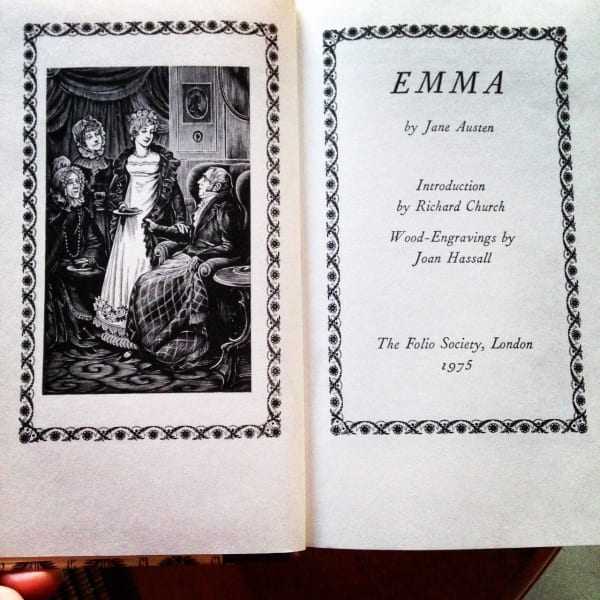 EMMA
by Jane Austen
Introduction
by Richard Church
Wood-Engravings by
Joan Hassall
The Folio Society, London
1975